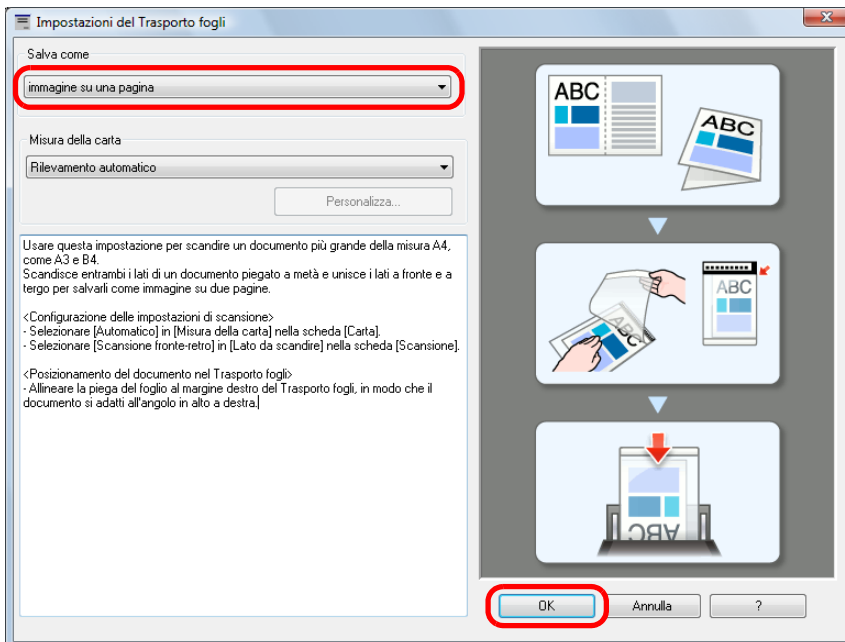 Impostazioni del Trasporto fogli
Salva come
immagine su una pagina
Misura della carta
Rilevamento automatico
Personalizza...
Usare questa impostazione per scandire un documento più grande della misura A4,
come A3 e B4.
Scandisce entrambi i lati di un documento piegato a metà e unisce i lati a fronte e a
tergo per salvarli come immagine su due pagine.
<Configurazione delle impostazioni di scansione>
- Selezionare [Automatico] in [Misura della carta] nella scheda [Carta].
- Selezionare [Scansione fronte-retro] in [Lato da scandire] nella scheda [Scansione].
<Posizionamento del documento nel Trasporto fogli>
- Allineare la piega del foglio al margine destro del Trasporto fogli, in modo che il
documento si adatti all'angolo in alto a destra.
ABC
ABC
ABC
ABC
ABC
OK
Annulla
?